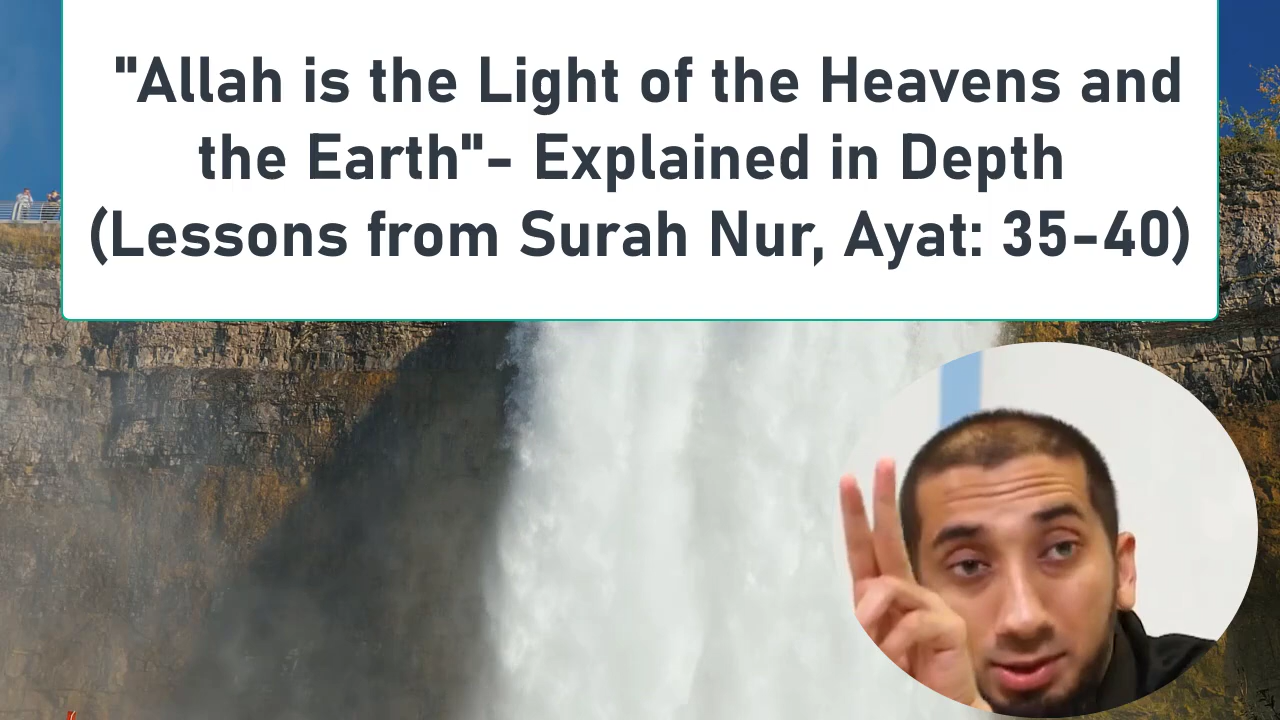 "Allah is the Light of the Heavens and
the Earth"- Explained in Depth
(Lessons from Surah Nur, Ayat: 35-40)